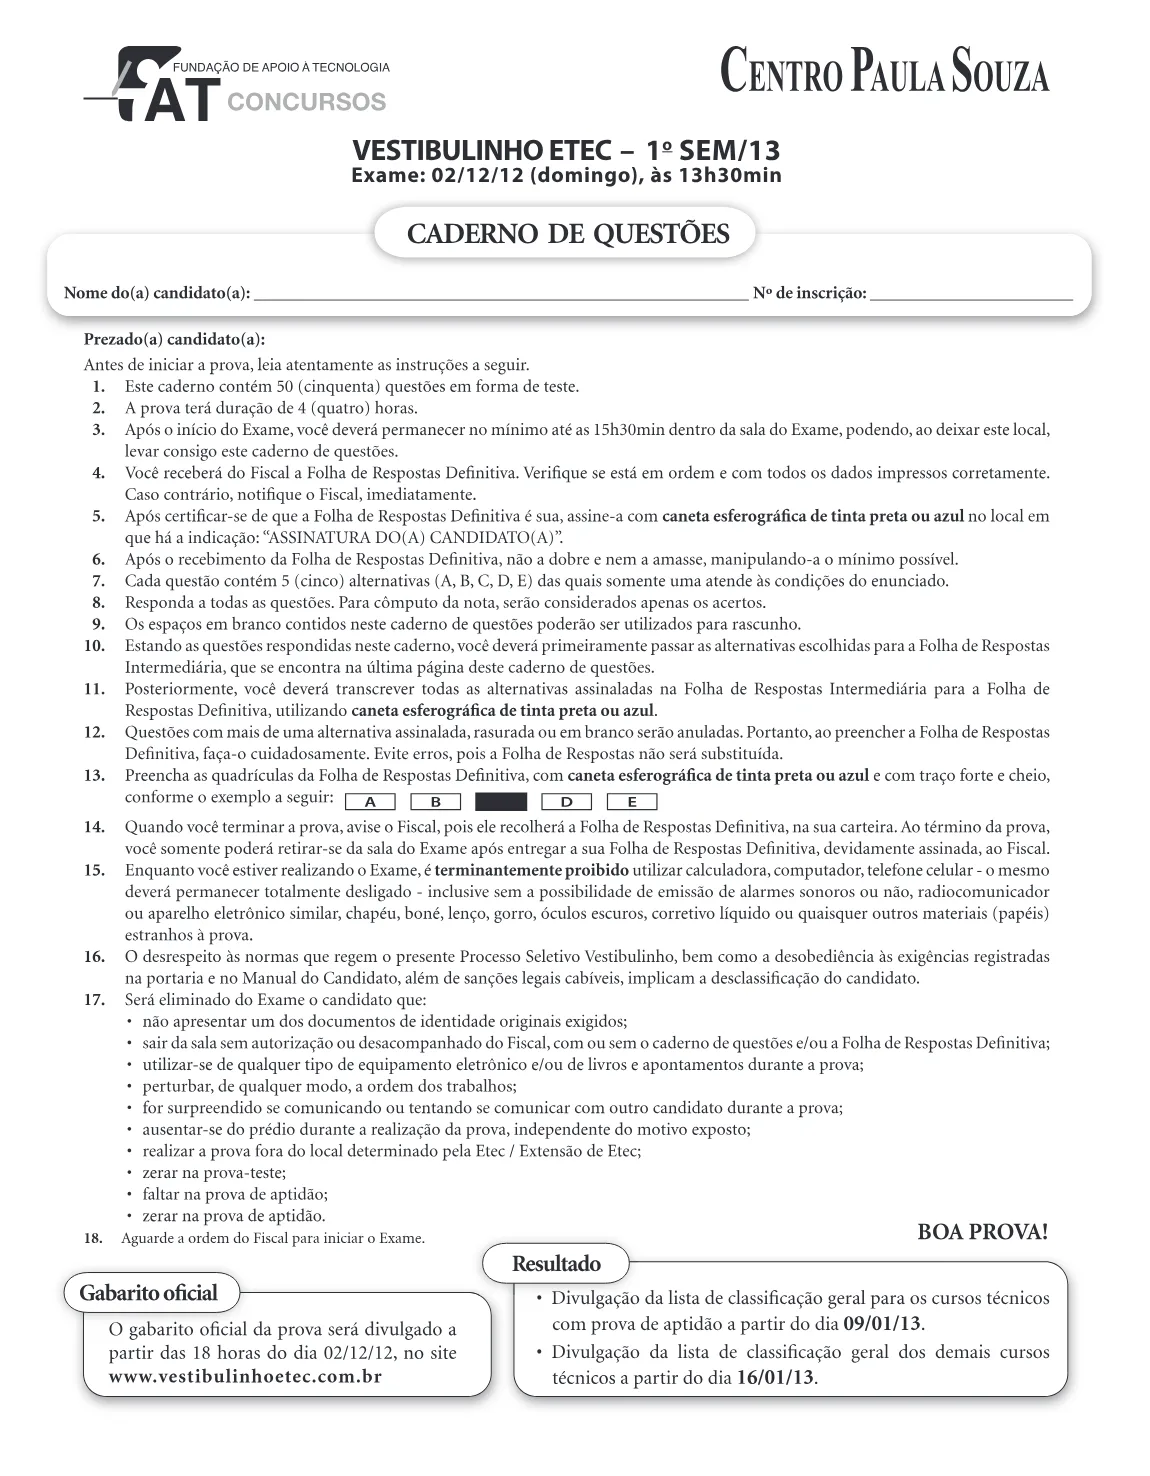 FUNDAÇÃO DE APOIO À TECNOLOGIA
FAT CONCURSOS
CENTRO PAULA SOUZA
VESTIBULINHO ETEC – 1º SEM/13
Exame: 02/12/12 (domingo), às 13h30min
CADERNO DE QUESTÕES
Nome do(a) candidato(a): ______________________________ Nº de inscrição: ____________________
Prezado(a) candidato(a):
Antes de iniciar a prova, leia atentamente as instruções a seguir.
1. Este caderno contém 50 (cinquenta) questões em forma de teste.
2. A prova terá duração de 4 (quatro) horas.
3. Após o início do Exame, você deverá permanecer no mínimo até as 15h30min dentro da sala do Exame, podendo, ao deixar este local,
levar consigo este caderno de questões.
4. Você receberá do Fiscal a Folha de Respostas Definitiva. Verifique se está em ordem e com todos os dados impressos corretamente.
Caso contrário, notifique o Fiscal, imediatamente.
5. Após certificar-se de que a Folha de Respostas Definitiva é sua, assine-a com caneta esferográfica de tinta preta ou azul no local em
que há a indicação: “ASSINATURA DO(A) CANDIDATO(A)”.
6. Após o recebimento da Folha de Respostas Definitiva, não a dobre e nem a amasse, manipulando-a o mínimo possível.
7. Cada questão contém 5 (cinco) alternativas (A, B, C, D, E) das quais somente uma atende às condições do enunciado.
8. Responda a todas as questões. Para cômputo da nota, serão considerados apenas os acertos.
9. Os espaços em branco contidos neste caderno de questões poderão ser utilizados para rascunho.
10. Estando as questões respondidas neste caderno, você deverá primeiramente passar as alternativas escolhidas para a Folha de Respostas
Intermediária, que se encontra na última página deste caderno de questões.
11. Posteriormente, você deverá transcrever todas as alternativas assinaladas na Folha de Respostas Intermediária para a Folha de
Respostas Definitiva, utilizando caneta esferográfica de tinta preta ou azul.
12. Questões com mais de uma alternativa assinalada, rasurada ou em branco serão anuladas. Portanto, ao preencher a Folha de Respostas
Definitiva, faça-o cuidadosamente. Evite erros, pois a Folha de Respostas não será substituída.
13. Preencha as quadrículas da Folha de Respostas Definitiva, com caneta esferográfica de tinta preta ou azul e com traço forte e cheio,
conforme o exemplo a seguir: A B D E
14. Quando você terminar a prova, avise o Fiscal, pois ele recolherá a Folha de Respostas Definitiva, na sua carteira. Ao término da prova,
você somente poderá retirar-se da sala do Exame após entregar a sua Folha de Respostas Definitiva, devidamente assinada, ao Fiscal.
15. Enquanto você estiver realizando o Exame, é terminantemente proibido utilizar calculadora, computador, telefone celular - o mesmo
deverá permanecer totalmente desligado - inclusive sem a possibilidade de emissão de alarmes sonoros ou não, radiocomunicador
ou aparelho eletrônico similar, chapéu, boné, lenço, gorro, óculos escuros, corretivo líquido ou quaisquer outros materiais (papéis)
estranhos à prova.
16. O desrespeito às normas que regem o presente Processo Seletivo Vestibulinho, bem como a desobediência às exigências registradas
na portaria e no Manual do Candidato, além de sanções legais cabíveis, implicam a desclassificação do candidato.
17. Será eliminado do Exame o candidato que:
• não apresentar um dos documentos de identidade originais exigidos;
• sair da sala sem autorização ou desacompanhado do Fiscal, com ou sem o caderno de questões e/ou a Folha de Respostas Definitiva;
• utilizar-se de qualquer tipo de equipamento eletrônico e/ou de livros e apontamentos durante a prova;
• perturbar, de qualquer modo, a ordem dos trabalhos;
• for surpreendido se comunicando ou tentando se comunicar com outro candidato durante a prova;
• ausentar-se do prédio durante a realização da prova, independente do motivo exposto;
• realizar a prova fora do local determinado pela Etec / Extensão de Etec;
• zerar na prova-teste;
• faltar na prova de aptidão;
• zerar na prova de aptidão.
18. Aguarde a ordem do Fiscal para iniciar o Exame.
BOA PROVA!
Gabarito oficial
O gabarito oficial da prova será divulgado a
partir das 18 horas do dia 02/12/12, no site
www.vestibulinhoetec.com.br
Resultado
• Divulgação da lista de classificação geral para os cursos técnicos
com prova de aptidão a partir do dia 09/01/13.
• Divulgação da lista de classificação geral dos demais cursos
técnicos a partir do dia 16/01/13.